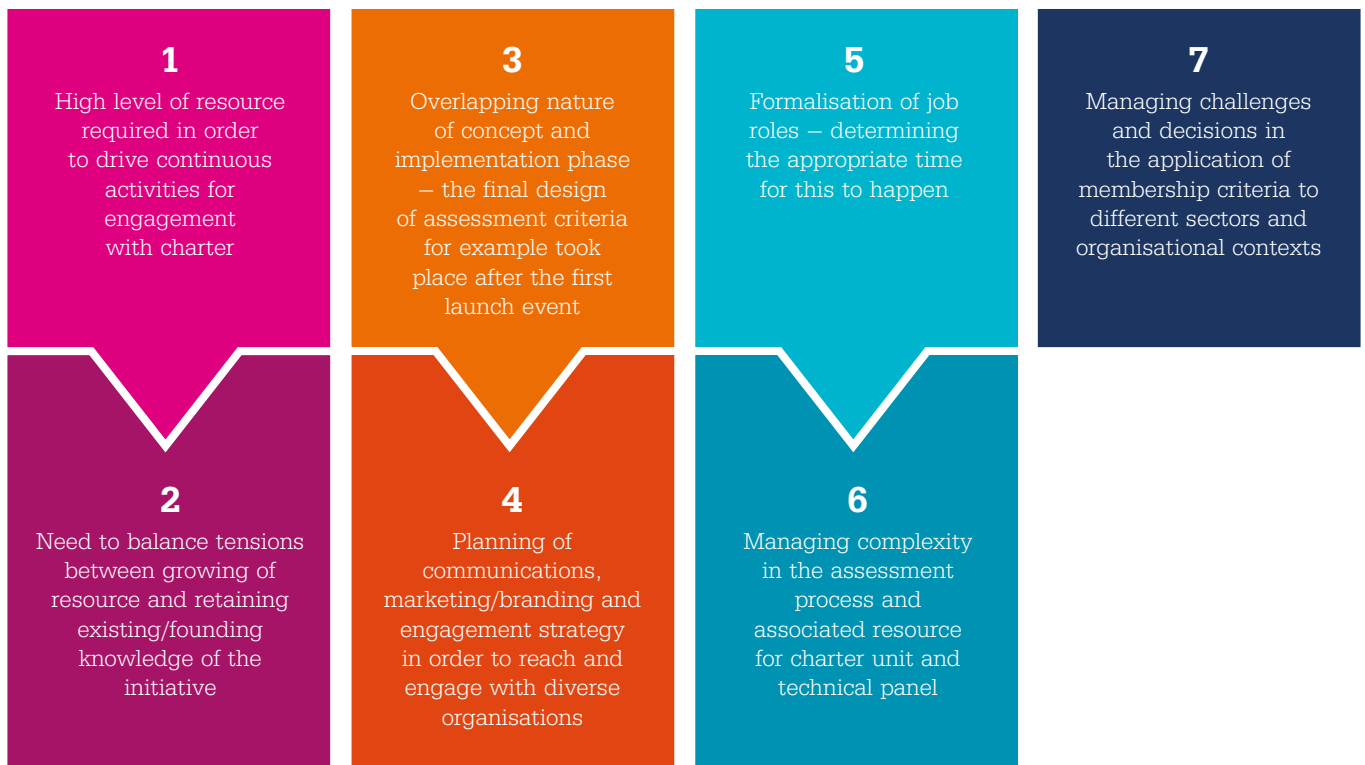 1
High level of resource
required in order
to drive continuous
activities for
engagement
with charter
2
Need to balance tensions
between growing of
resource and retaining
existing/founding
knowledge of the
initiative
3
Overlapping nature
of concept and
implementation phase
– the final design
of assessment criteria
for example took
place after the first
launch event
4
Planning of
communications,
marketing/branding and
engagement strategy
in order to reach and
engage with diverse
organisations
5
Formalisation of job
roles – determining
the appropriate time
for this to happen
6
Managing complexity
in the assessment
process and
associated resource
for charter unit and
technical panel
7
Managing challenges
and decisions in
the application of
membership criteria to
different sectors and
organisational contexts